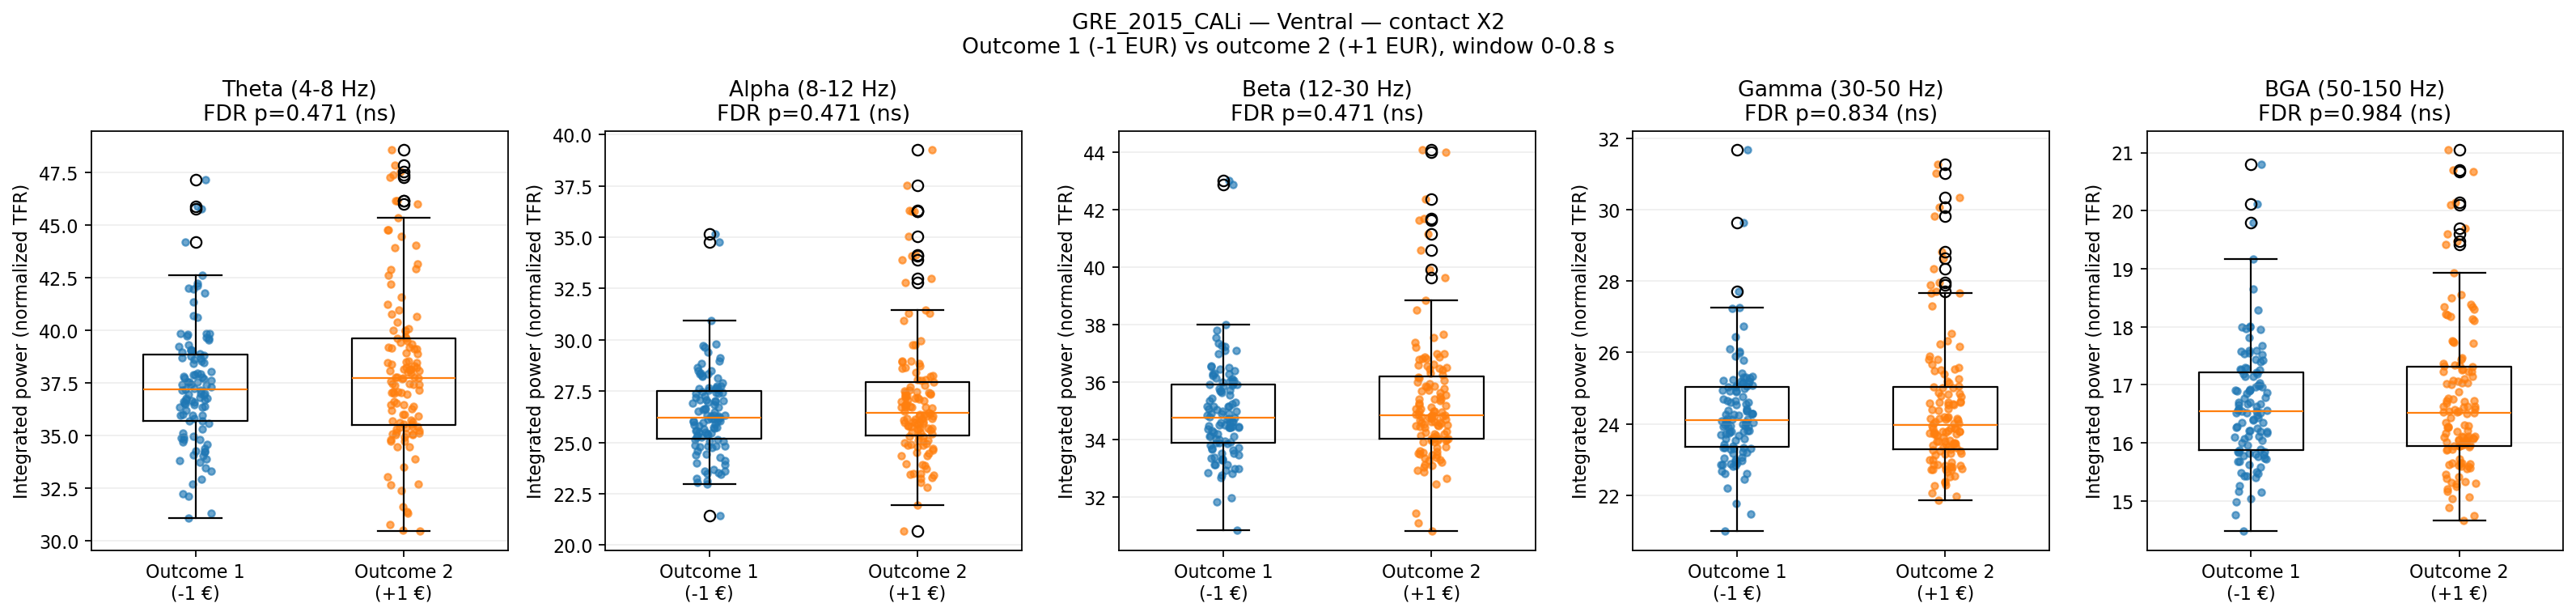 GRE_2015_CALi — Ventral — contact X2
Outcome 1 (-1 EUR) vs outcome 2 (+1 EUR), window 0-0.8 s
Theta (4-8 Hz)
FDR p=0.471 (ns)
Integrated power (normalized TFR)
47.5
45.0
42.5
40.0
37.5
35.0
32.5
30.0
Outcome 1
(-1 €)
Outcome 2
(+1 €)
Alpha (8-12 Hz)
FDR p=0.471 (ns)
Integrated power (normalized TFR)
40.0
37.5
35.0
32.5
30.0
27.5
25.0
22.5
20.0
Outcome 1
(-1 €)
Outcome 2
(+1 €)
Beta (12-30 Hz)
FDR p=0.471 (ns)
Integrated power (normalized TFR)
44
42
40
38
36
34
32
Outcome 1
(-1 €)
Outcome 2
(+1 €)
Gamma (30-50 Hz)
FDR p=0.834 (ns)
Integrated power (normalized TFR)
32
30
28
26
24
22
Outcome 1
(-1 €)
Outcome 2
(+1 €)
BGA (50-150 Hz)
FDR p=0.984 (ns)
Integrated power (normalized TFR)
21
20
19
18
17
16
15
Outcome 1
(-1 €)
Outcome 2
(+1 €)